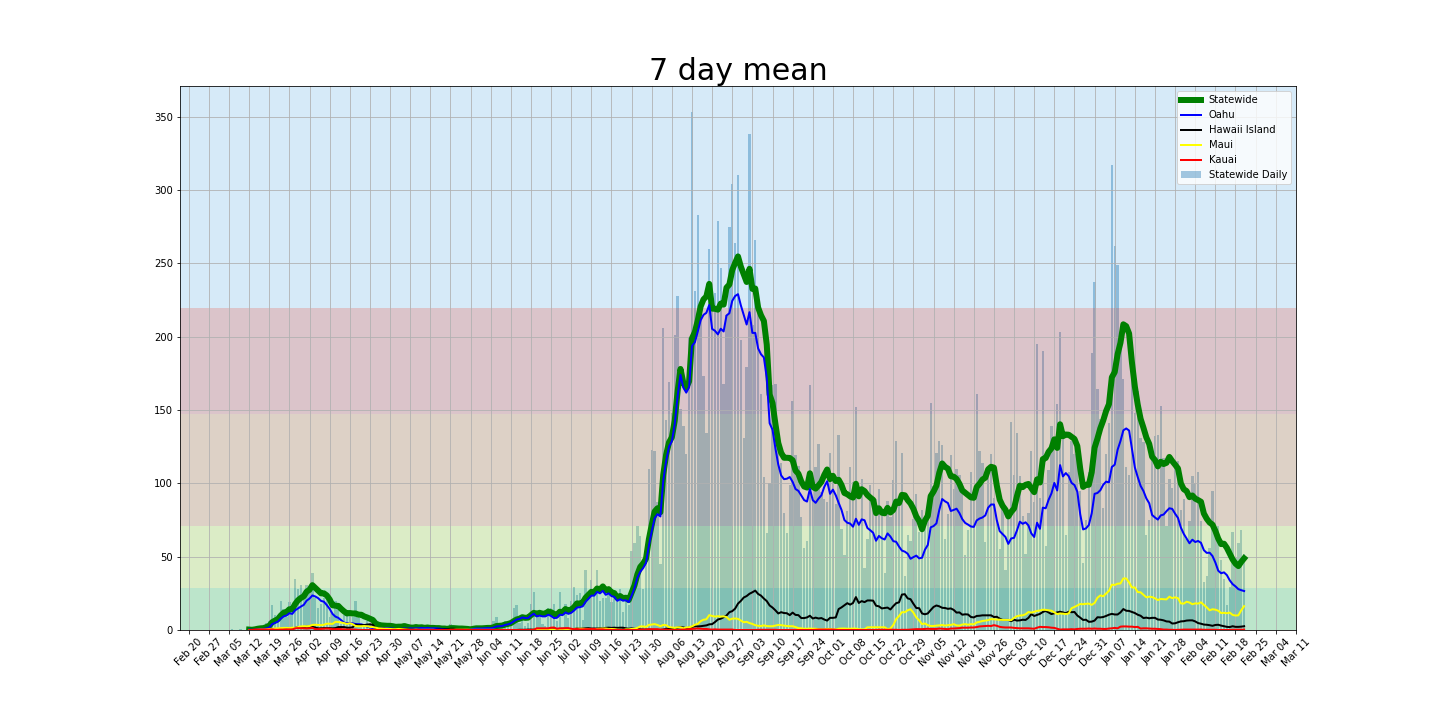 7 day mean
350
300
250
200
150
100
50
0
Statewide
Oahu
Hawaii Island
Maui
Kauai
Statewide Daily
Feb 20
Feb 27
Mar 05
Mar 12
Mar 19
Mar 26
Apr 02
Apr 09
Apr 16
Apr 23
Apr 30
May 07
May 14
May 21
May 28
Jun 04
Jun 11
Jun 18
Jun 25
Jul 02
Jul 09
Jul 16
Jul 23
Jul 30
Aug 06
Aug 13
Aug 20
Aug 27
Sep 03
Sep 10
Sep 17
Sep 24
Oct 01
Oct 08
Oct 15
Oct 22
Oct 29
Nov 05
Nov 12
Nov 19
Nov 26
Dec 03
Dec 10
Dec 17
Dec 24
Dec 31
Jan 07
Jan 14
Jan 21
Jan 28
Feb 04
Feb 11
Feb 18
Feb 25
Mar 04
Mar 11